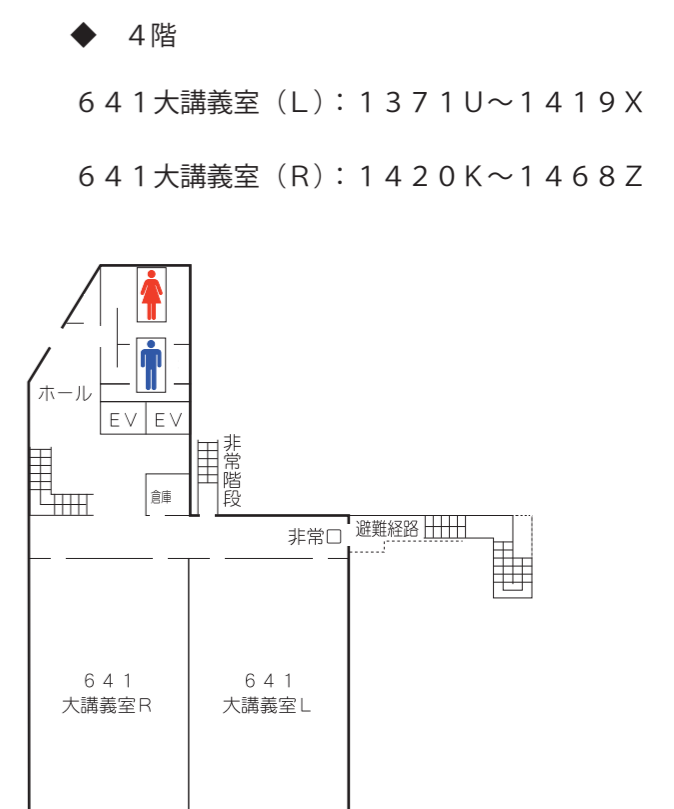 ◆　４階
６４１大講義室（Ｌ）：１３７１Ｕ～１４１９Ｘ
６４１大講義室（Ｒ）：１４２０Ｋ～１４６８Ｚ
ホール
ＥＶ
ＥＶ
非常階段
倉庫
非常口
避難経路
６４１
大講義室Ｒ
６４１
大講義室Ｌ